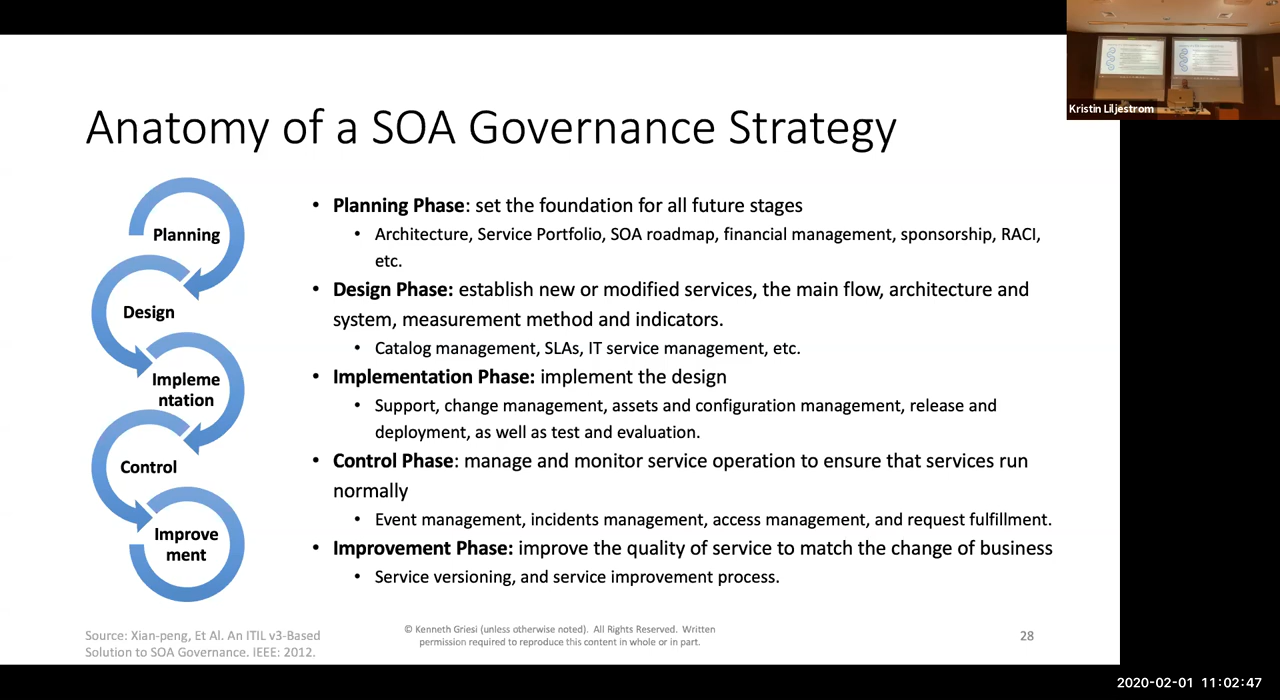 Kristin Liljestrom
Anatomy of a SOA Governance Strategy
Planning
Design
Impleme
ntation
Control
Improve
ment
• Planning Phase: set the foundation for all future stages
• Architecture, Service Portfolio, SOA roadmap, financial management, sponsorship, RACI,
etc.
• Design Phase: establish new or modified services, the main flow, architecture and
system, measurement method and indicators.
• Catalog management, SLAs, IT service management, etc.
• Implementation Phase: implement the design
• Support, change management, assets and configuration management, release and
deployment, as well as test and evaluation.
• Control Phase: manage and monitor service operation to ensure that services run
normally
• Event management, incidents management, access management, and request fulfillment.
• Improvement Phase: improve the quality of service to match the change of business
• Service versioning, and service improvement process.
Source: Xian-peng, Et Al. An ITIL v3-Based
Solution to SOA Governance. IEEE: 2012.
© Kenneth Griesi (unless otherwise noted). All Rights Reserved. Written
permission required to reproduce this content in whole or in part.
28
2020-02-01 11:02:47